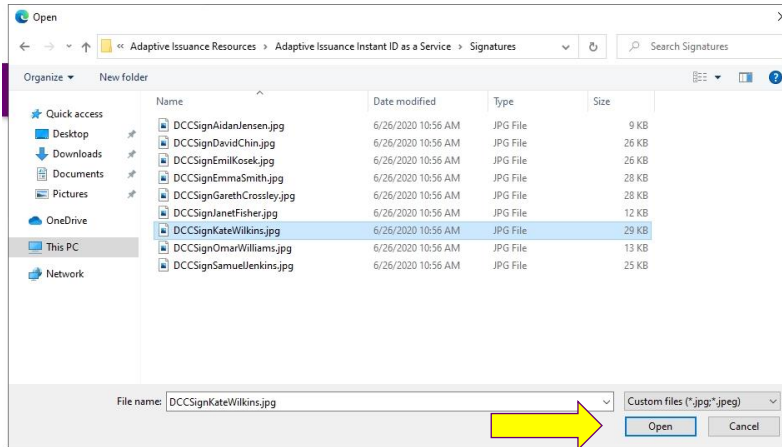 Open
« Adaptive Issuance Resources > Adaptive Issuance Instant ID as a Service > Signatures
Search Signatures
Organize New folder
Name Date modified Type Size
Quick access
Desktop
Downloads
Documents
Pictures
OneDrive
This PC
Network
DCCSignAidanJensen.jpg 6/26/2020 10:56 AM JPG File 9 KB
DCCSignDavidChin.jpg 6/26/2020 10:56 AM JPG File 26 KB
DCCSignEmilKosek.jpg 6/26/2020 10:56 AM JPG File 26 KB
DCCSignEmmaSmith.jpg 6/26/2020 10:56 AM JPG File 28 KB
DCCSignGarethCrossley.jpg 6/26/2020 10:56 AM JPG File 28 KB
DCCSignJanetFisher.jpg 6/26/2020 10:56 AM JPG File 12 KB
DCCSignKateWilkins.jpg 6/26/2020 10:56 AM JPG File 29 KB
DCCSignOmarWilliams.jpg 6/26/2020 10:56 AM JPG File 13 KB
DCCSignSamuelJenkins.jpg 6/26/2020 10:56 AM JPG File 25 KB
File name: DCCSignKateWilkins.jpg Custom files (*.jpg;*.jpeg)
Open Cancel